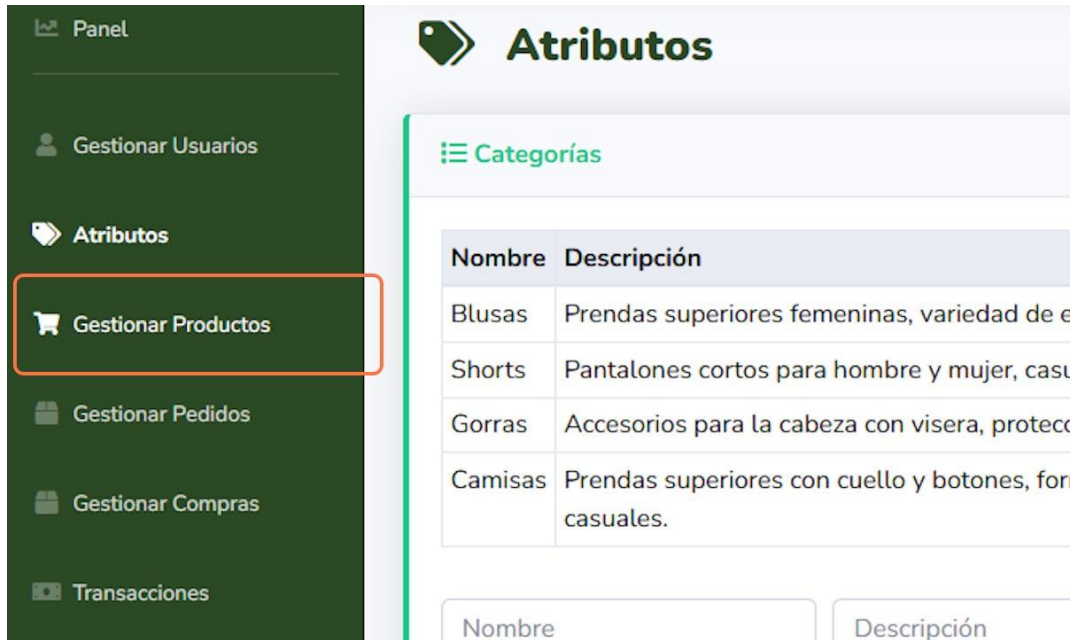 Panel
Gestionar Usuarios
Atributos
Gestionar Productos
Gestionar Pedidos
Gestionar Compras
Transacciones
Atributos
Categorías
Nombre Descripción
Blusas Prendas superiores femeninas, variedad de
Shorts Pantalones cortos para hombre y mujer,
Gorras Accesorios para la cabeza con visera,
Camisas Prendas superiores con cuello y botones,
casuales.
Nombre Descripción